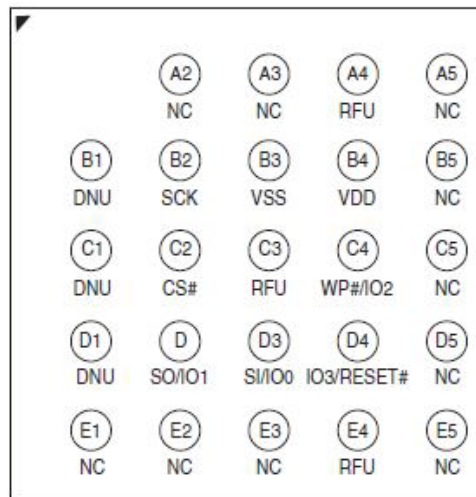 A2 A3 A4 A5
NC NC RFU NC
B1 B2 B3 B4 B5
DNU SCK VSS VDD NC
C1 C2 C3 C4 C5
DNU CS# RFU WP#/IO2 NC
D1 D D3 D4 D5
DNU SO/IO1 SI/IO0 IO3/RESET# NC
E1 E2 E3 E4 E5
NC NC NC RFU NC